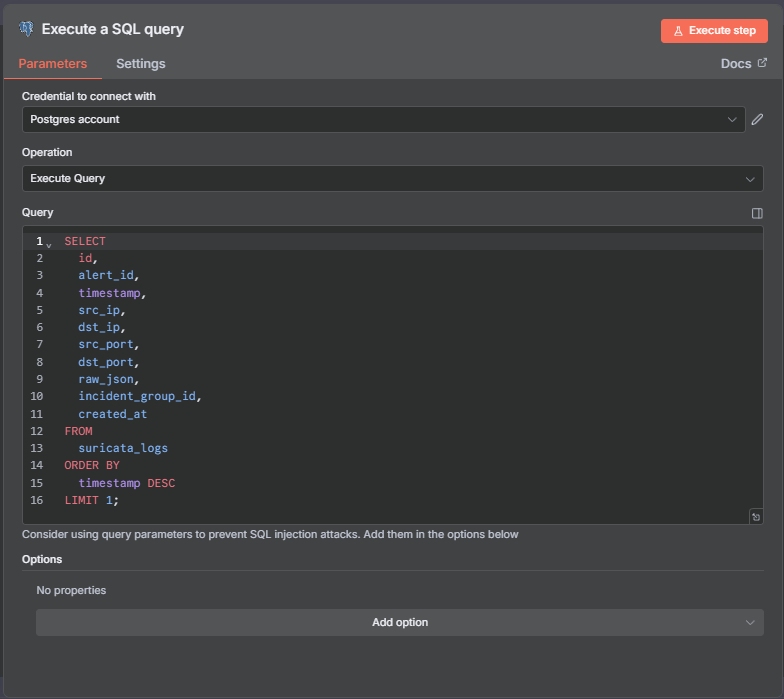 Execute a SQL query
Execute step
Parameters
Settings
Docs
Credential to connect with
Postgres account
Operation
Execute Query
Query
1 SELECT
2 id,
3 alert_id,
4 timestamp,
5 src_ip,
6 dst_ip,
7 src_port,
8 dst_port,
9 raw_json,
10 incident_group_id,
11 created_at
12 FROM
13 suricata_logs
14 ORDER BY
15 timestamp DESC
16 LIMIT 1;
Consider using query parameters to prevent SQL injection attacks. Add them in the options below
Options
No properties
Add option